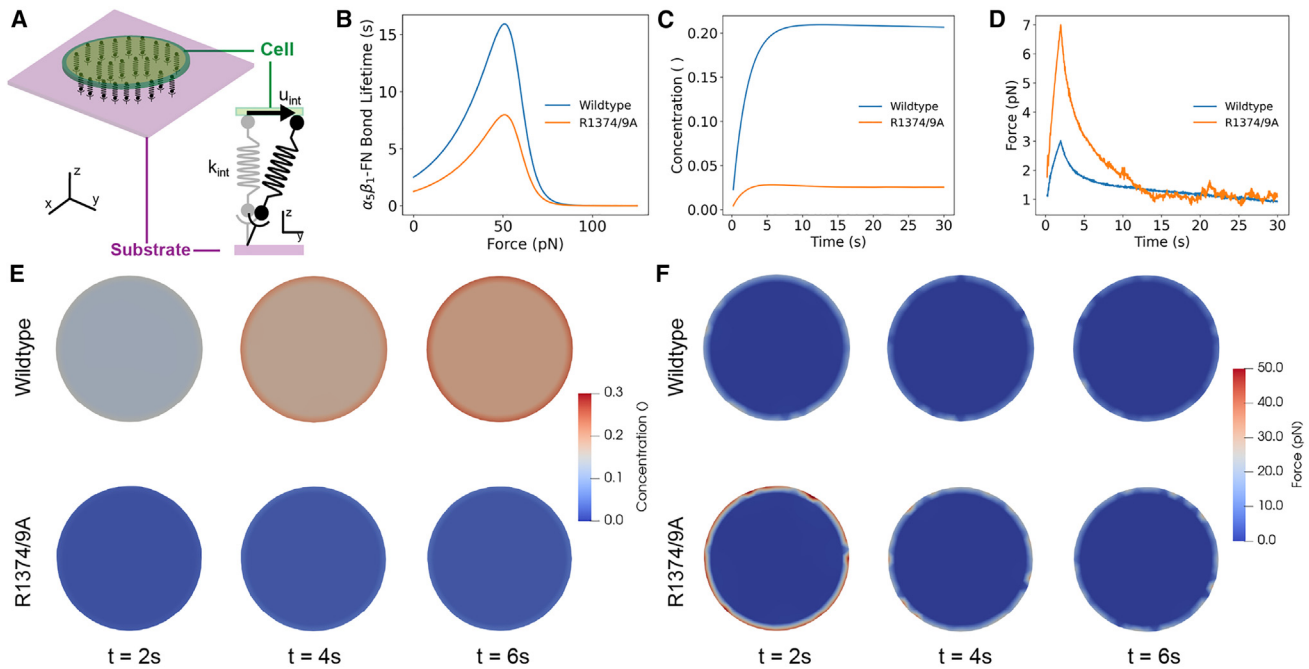 A
Cell
u_int
k_int
z
x
y
z
y
Substrate
B
α5β1-FN Bond Lifetime (s)
15
10
5
0
Wildtype
R1374/9A
0
50
100
Force (pN)
C
Concentration ( )
0.20
0.15
0.10
0.05
0.00
Wildtype
R1374/9A
0
5
10
15
20
25
30
Time (s)
D
Force (pN)
7
6
5
4
3
2
1
Wildtype
R1374/9A
0
5
10
15
20
25
30
Time (s)
E
Wildtype
R1374/9A
0.3
0.2
0.1
0.0
Concentration ()
t = 2s
t = 4s
t = 6s
F
Wildtype
R1374/9A
50.0
40.0
30.0
20.0
10.0
0.0
Force (pN)
t = 2s
t = 4s
t = 6s